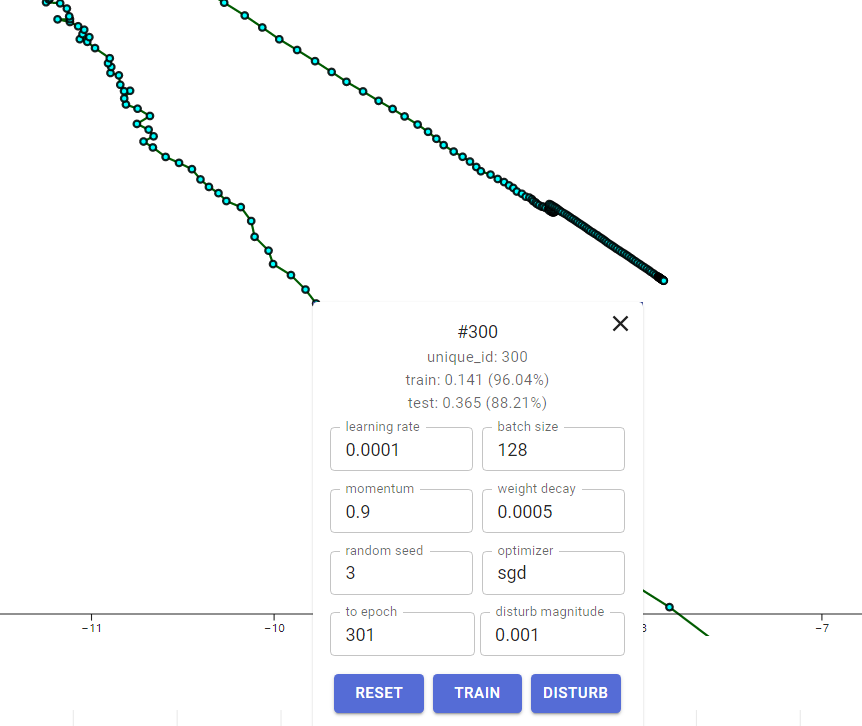 #300
unique_id: 300
train: 0.141 (96.04%)
test: 0.365 (88.21%)
learning rate batch size
0.0001 128
momentum weight decay
0.9 0.0005
random seed optimizer
3 sgd
to epoch disturb magnitude
301 0.001
−11 −10 −7
RESET TRAIN DISTURB